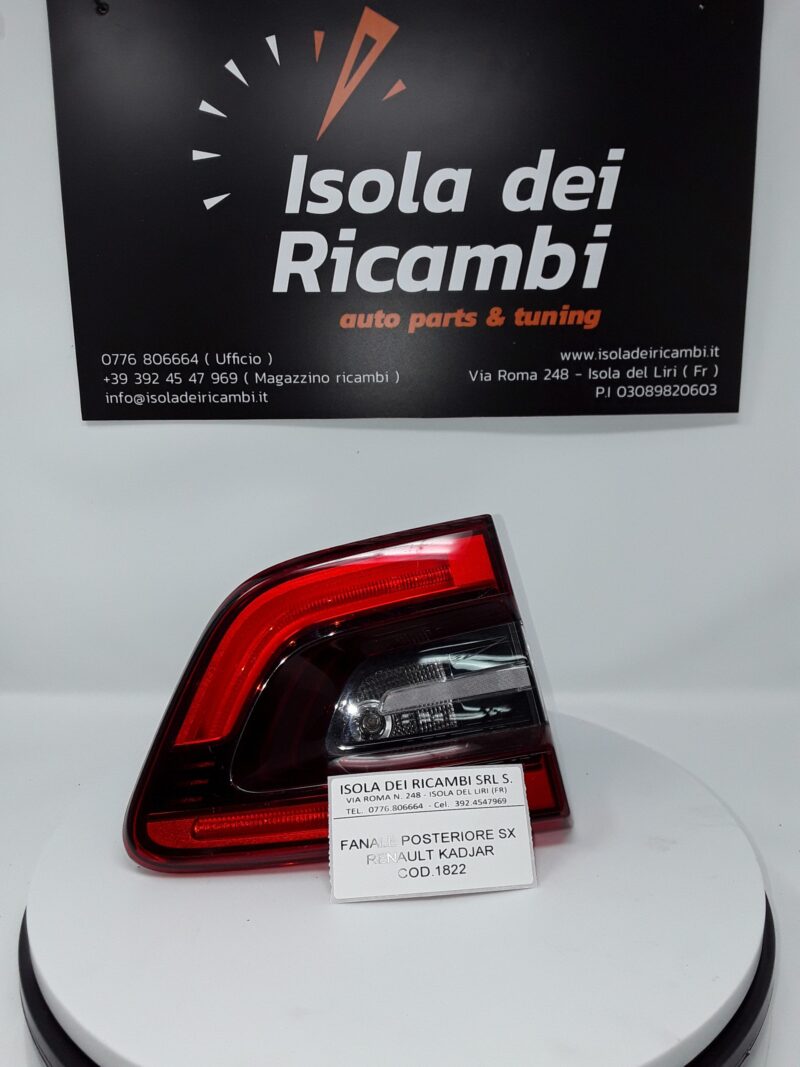 Isola dei
Ricambi
auto parts & tuning
0776 806664 ( Ufficio )
+39 392 45 47 969 ( Magazzino ricambi )
info@isoladeiricambi.it
www.isoladeiricambi.it
Via Roma 248 - Isola del Liri ( Fr )
P.I 03089820603
ISOLA DEI RICAMBI SRL S.
VIA ROMA N. 248 - ISOLA DEL LIRI (FR)
TEL. 0776.806664 - Cel. 392.4547969
FANALE POSTERIORE SX
RENAULT KADJAR
COD.1822